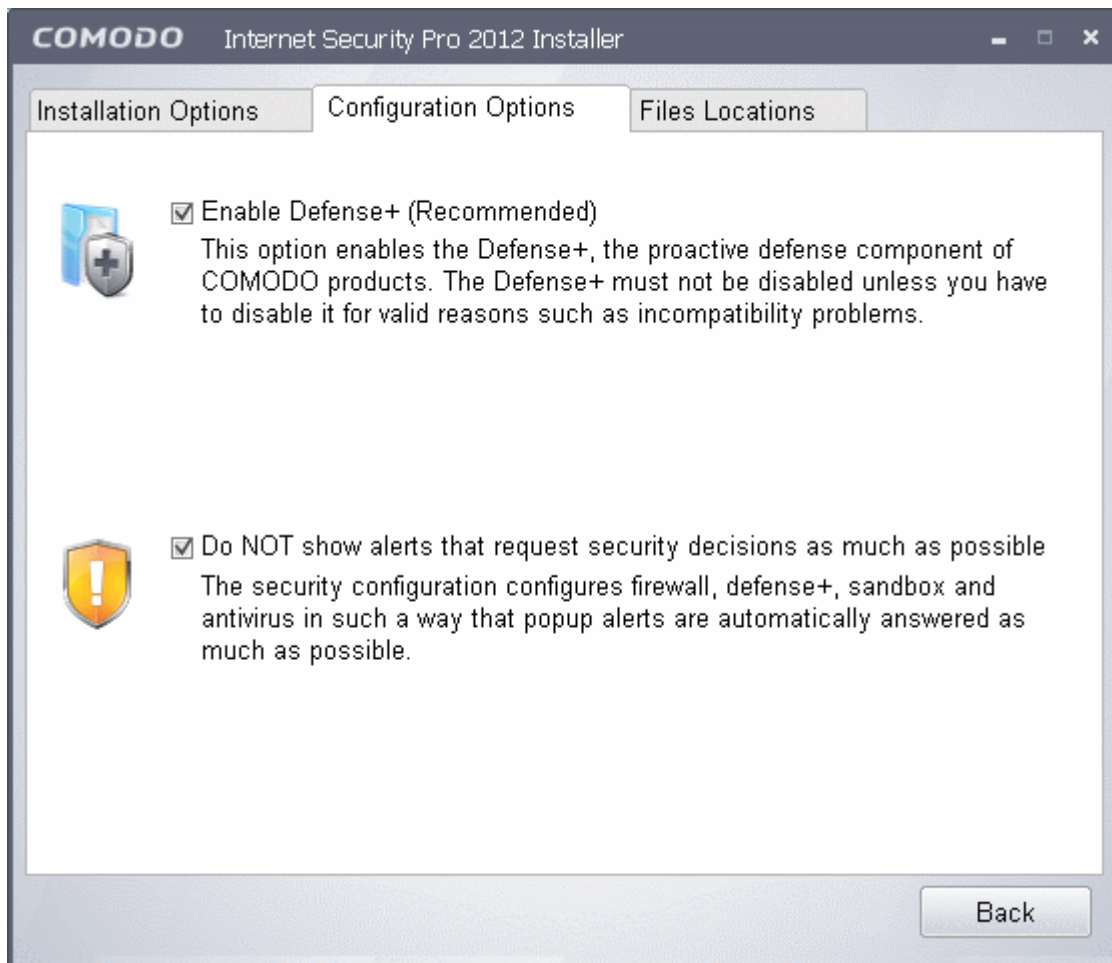 COMODO Internet Security Pro 2012 Installer
Installation Options Configuration Options Files Locations
Enable Defense+ (Recommended)
This option enables the Defense+, the proactive defense component of
COMODO products. The Defense+ must not be disabled unless you have
to disable it for valid reasons such as incompatibility problems.
Do NOT show alerts that request security decisions as much as possible
The security configuration configures firewall, defense+, sandbox and
antivirus in such a way that popup alerts are automatically answered as
much as possible.
Back